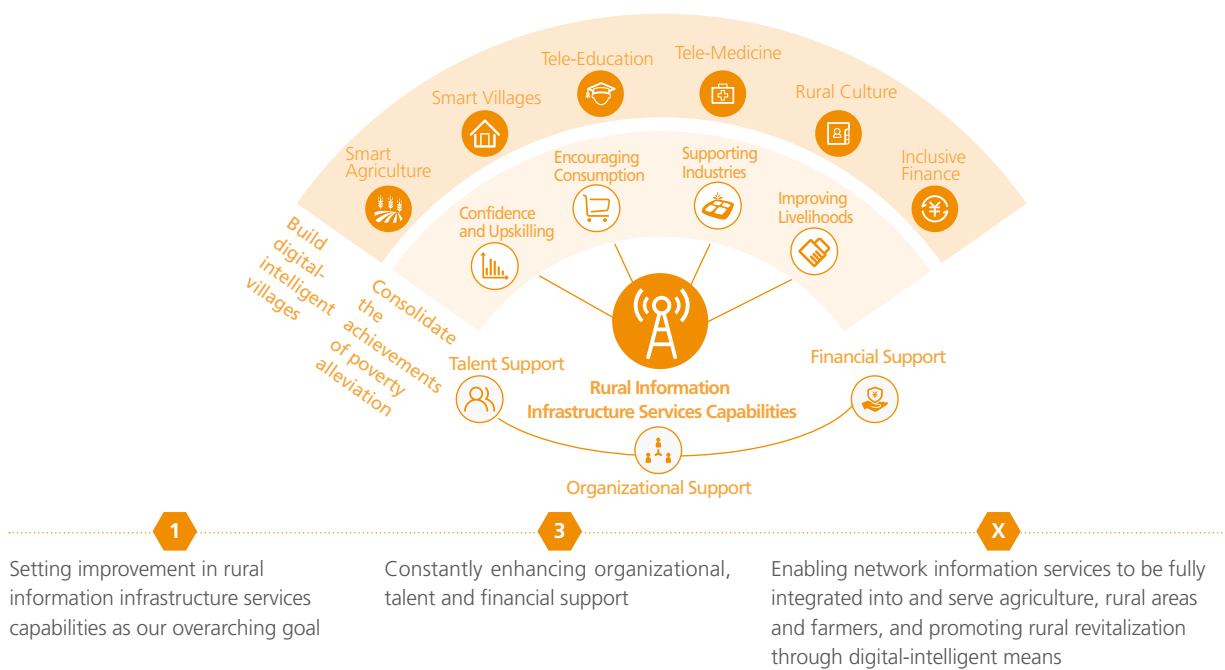 Tele-Education
Tele-Medicine
Smart Villages
Rural Culture
Smart
Agriculture
Inclusive
Finance
Encouraging
Consumption
Supporting
Industries
Confidence
and Upskilling
Improving
Livelihoods
Build
digital-
intelligent
villages
Consolidate
the
achievements
of poverty
alleviation
Talent Support
Financial Support
Rural Information
Infrastructure Services Capabilities
Organizational Support
1
Setting improvement in rural
information infrastructure services
capabilities as our overarching goal
3
Constantly enhancing organizational,
talent and financial support
X
Enabling network information services to be fully
integrated into and serve agriculture, rural areas
and farmers, and promoting rural revitalization
through digital-intelligent means